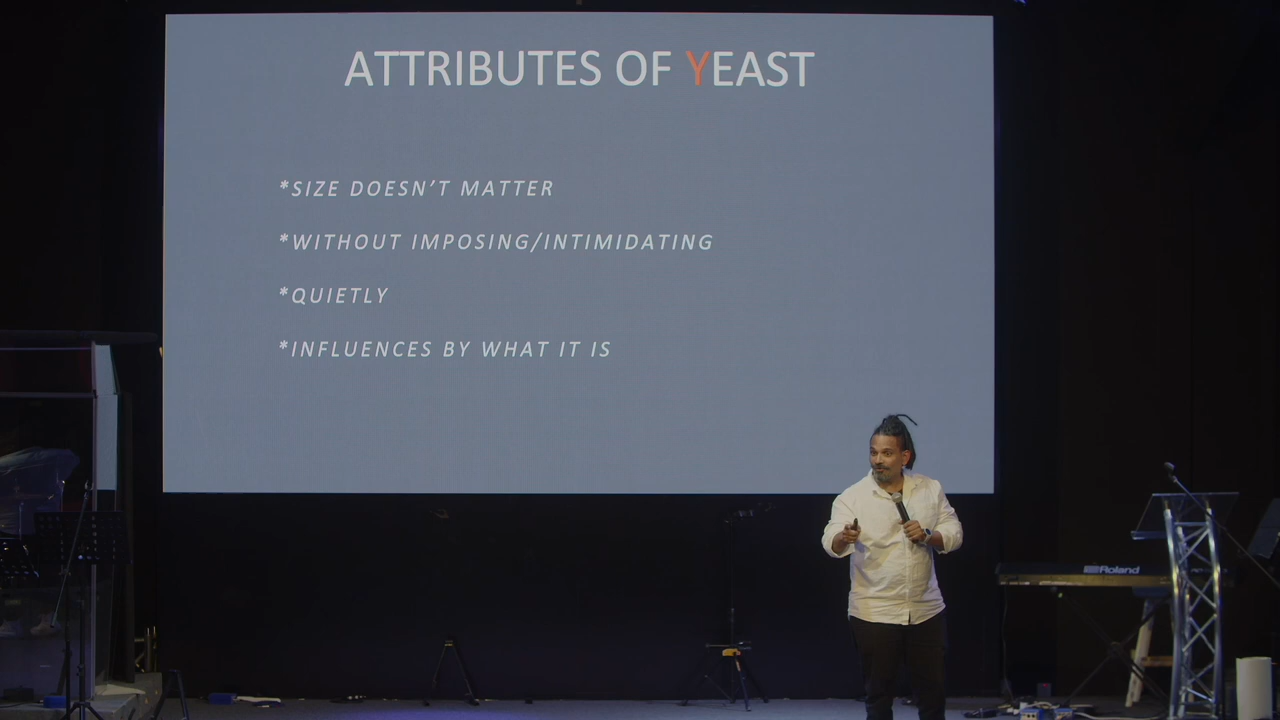 ATTRIBUTES OF YEAST
*SIZE DOESN'T MATTER
*WITHOUT IMPOSING/INTIMIDATING
*QUIETLY
*INFLUENCES BY WHAT IT IS
Roland